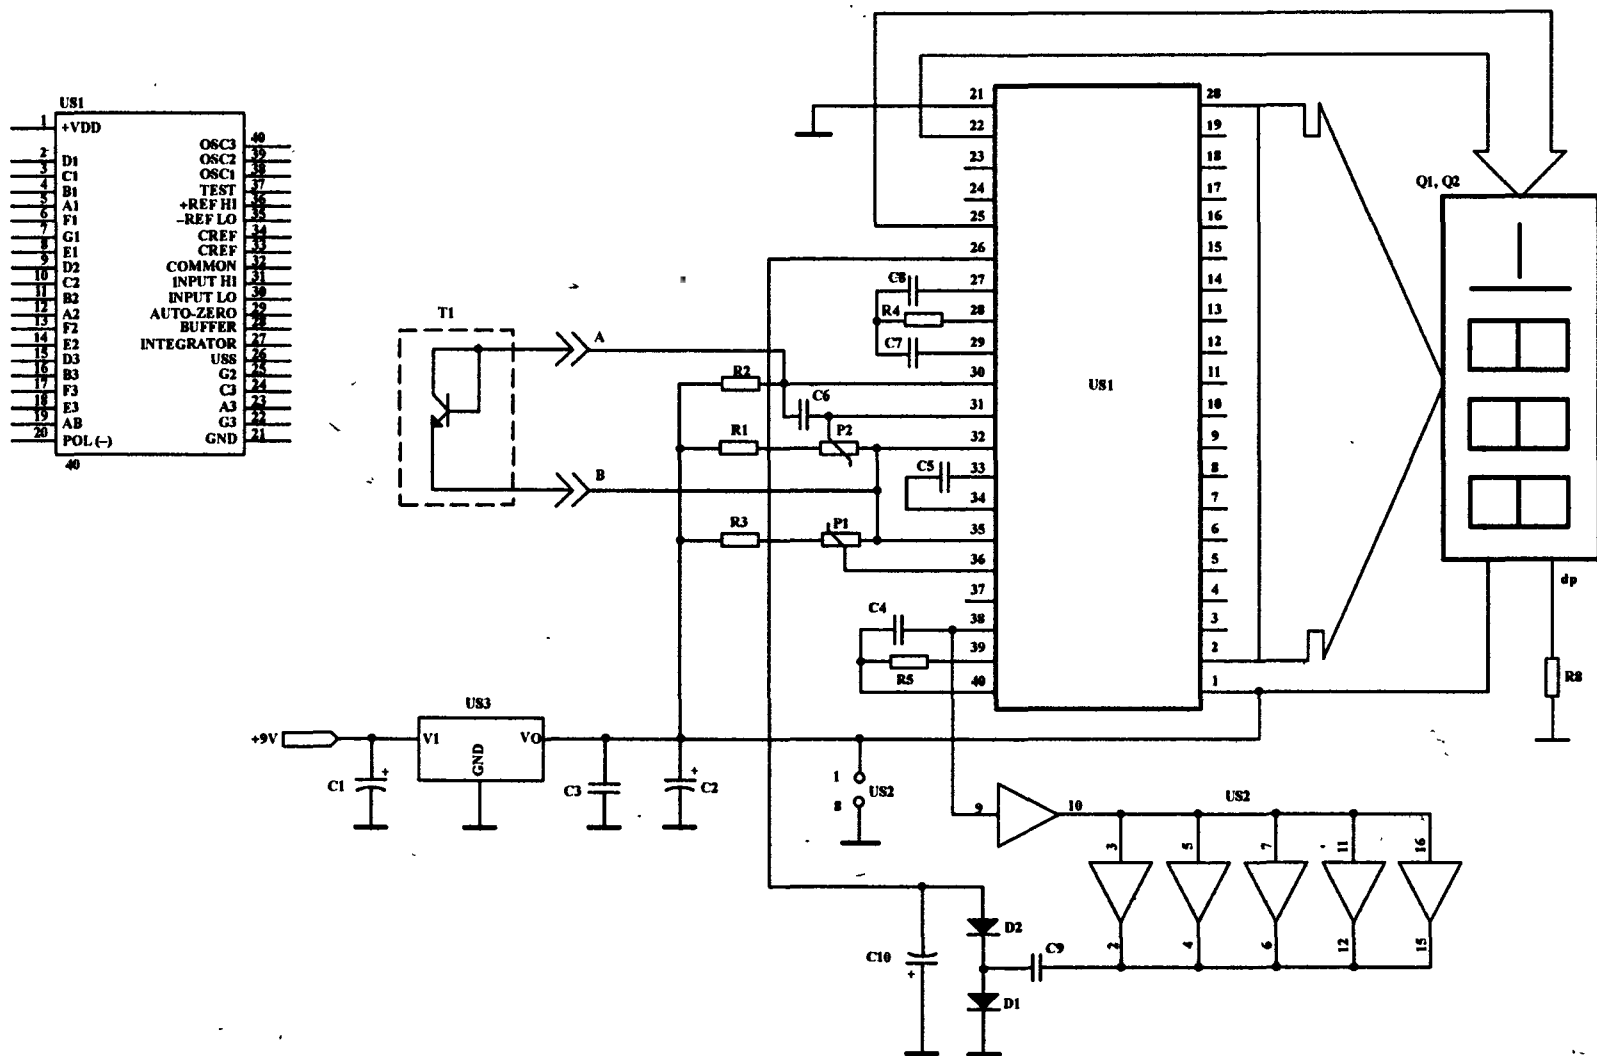 US1
1 +VDD
OSC3 40
OSC2 39
2 D1
OSC1 38
3 C1
TEST 37
4 B1
+REF HI 36
5 A1
-REF LO 35
6 F1
CREF 34
7 G1
CREF 33
8 E1
COMMON 32
9 D2
INPUT HI 31
10 C2
INPUT LO 30
11 B2
AUTO-ZERO 29
12 A2
BUFFER 28
13 F2
INTEGRATOR 27
14 E2
USS 26
15 D3
G2 25
16 B3
C3 24
17 F3
A3 23
18 E3
G3 22
19 AB
GND 21
20 POL (-)
40
T1
A
B
21
22
23
24
25
26
27
28
29
30
31
32
33
34
35
36
37
38
39
40
US1
20
19
18
17
16
15
14
13
12
11
10
9
8
7
6
5
4
3
2
1
C8
R4
C7
R2
C6
R1
P2
C5
R3
P1
C4
R5
Q1, Q2
dp
R8
+9V
US3
V1
VO
GND
C1
C3
C2
1
8
US2
9
10
US2
3
5
7
11
16
2
4
6
12
15
C10
D2
C9
D1